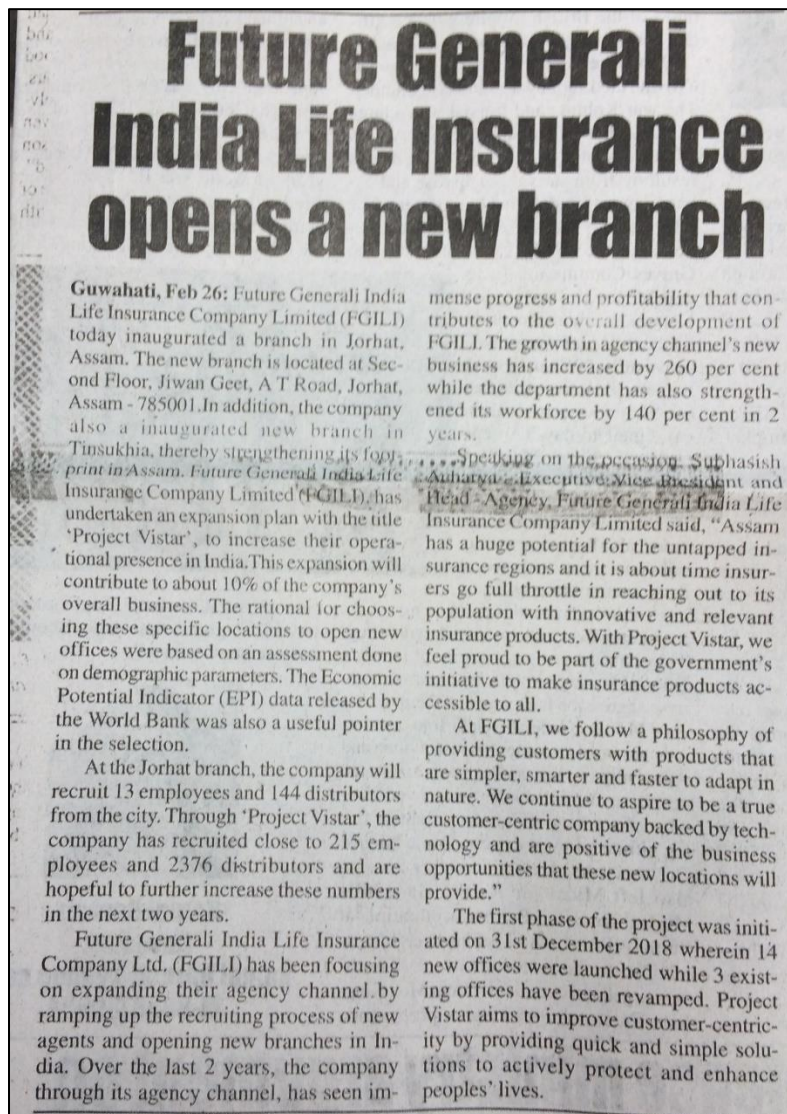 Future Generali
India Life Insurance
opens a new branch
Guwahati, Feb 26: Future Generali India
Life Insurance Company Limited (FGILI)
today inaugurated a branch in Jorhat,
Assam. The new branch is located at Sec-
ond Floor, Jiwan Geet, A T Road, Jorhat,
Assam - 785001.In addition, the company
also a inaugurated new branch in
Tinsukhia, thereby strengthening its foot-
print in Assam. Future Generali India Life
Insurance Company Limited (FGILI), has
undertaken an expansion plan with the title
‘Project Vistar’, to increase their opera-
tional presence in India.This expansion will
contribute to about 10% of the company’s
overall business. The rational for choos-
ing these specific locations to open new
offices were based on an assessment done
on demographic parameters. The Economic
Potential Indicator (EPI) data released by
the World Bank was also a useful pointer
in the selection.
At the Jorhat branch, the company will
recruit 13 employees and 144 distributors
from the city. Through ‘Project Vistar’, the
company has recruited close to 215 em-
ployees and 2376 distributors and are
hopeful to further increase these numbers
in the next two years.
Future Generali India Life Insurance
Company Ltd. (FGILI) has been focusing
on expanding their agency channel by
ramping up the recruiting process of new
agents and opening new branches in In-
dia. Over the last 2 years, the company
through its agency channel, has seen im-
mense progress and profitability that con-
tributes to the overall development of
FGILI. The growth in agency channel’s new
business has increased by 260 per cent
while the department has also strength-
ened its workforce by 140 per cent in 2
years.
Speaking on the occasion, Subhasish
- Executive Vice President and
Head - Agency, Future Generali India Life
Insurance Company Limited said, “Assam
has a huge potential for the untapped in-
surance regions and it is about time insur-
ers go full throttle in reaching out to its
population with innovative and relevant
insurance products. With Project Vistar, we
feel proud to be part of the government’s
initiative to make insurance products ac-
cessible to all.
At FGILI, we follow a philosophy of
providing customers with products that
are simpler, smarter and faster to adapt in
nature. We continue to aspire to be a true
customer-centric company backed by tech-
nology and are positive of the business
opportunities that these new locations will
provide.”
The first phase of the project was initi-
ated on 31st December 2018 wherein 14
new offices were launched while 3 exist-
ing offices have been revamped. Project
Vistar aims to improve customer-centric-
ity by providing quick and simple solu-
tions to actively protect and enhance
peoples’ lives.